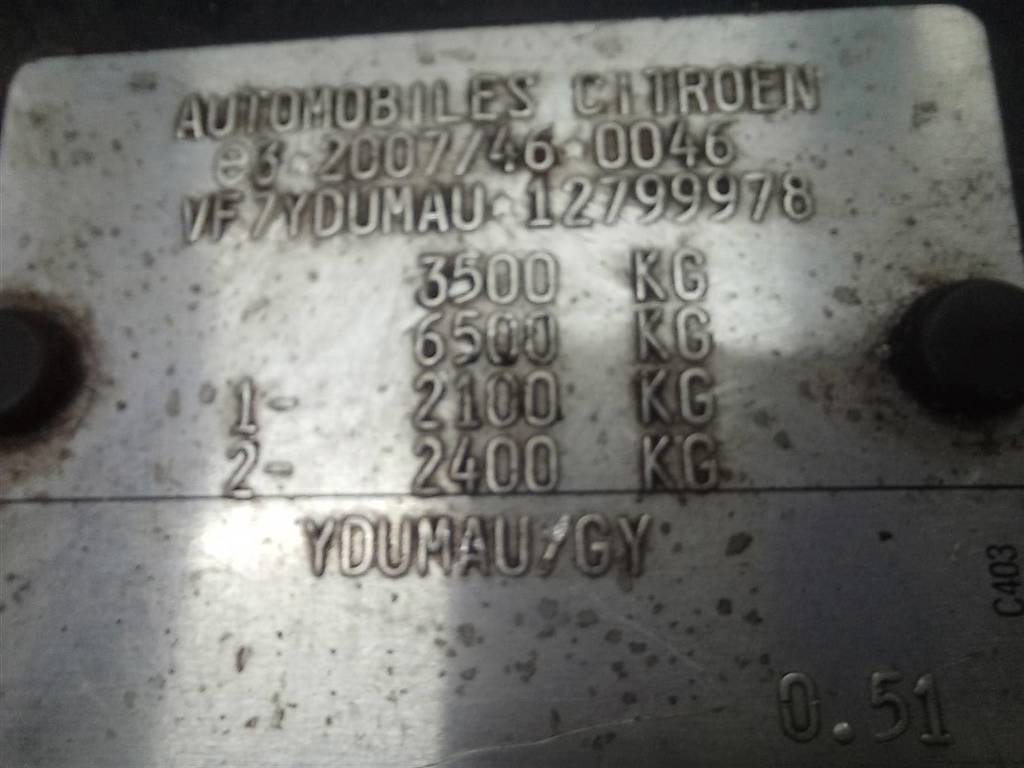 AUTOMOBILES CITROEN
e3*2007/46*0046
VF7YDUMAU 12799978
3500 KG
6500 KG
1- 2100 KG
2- 2400 KG
YDUMAU/GY
C403
0.51